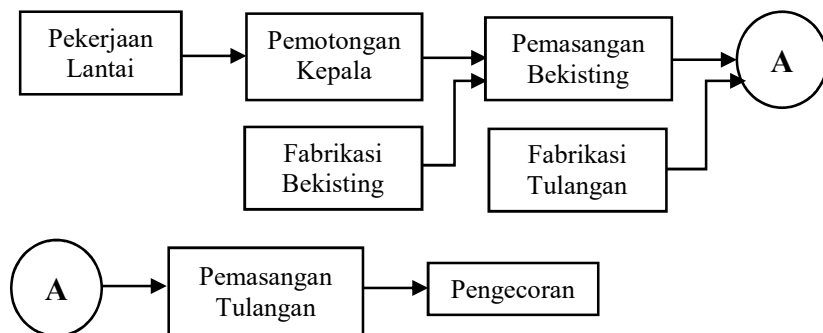 Pekerjaan
Lantai
Pemotongan
Kepala
Pemasangan
Bekisting
A
Fabrikasi
Bekisting
Fabrikasi
Tulangan
A
Pemasangan
Tulangan
Pengecoran